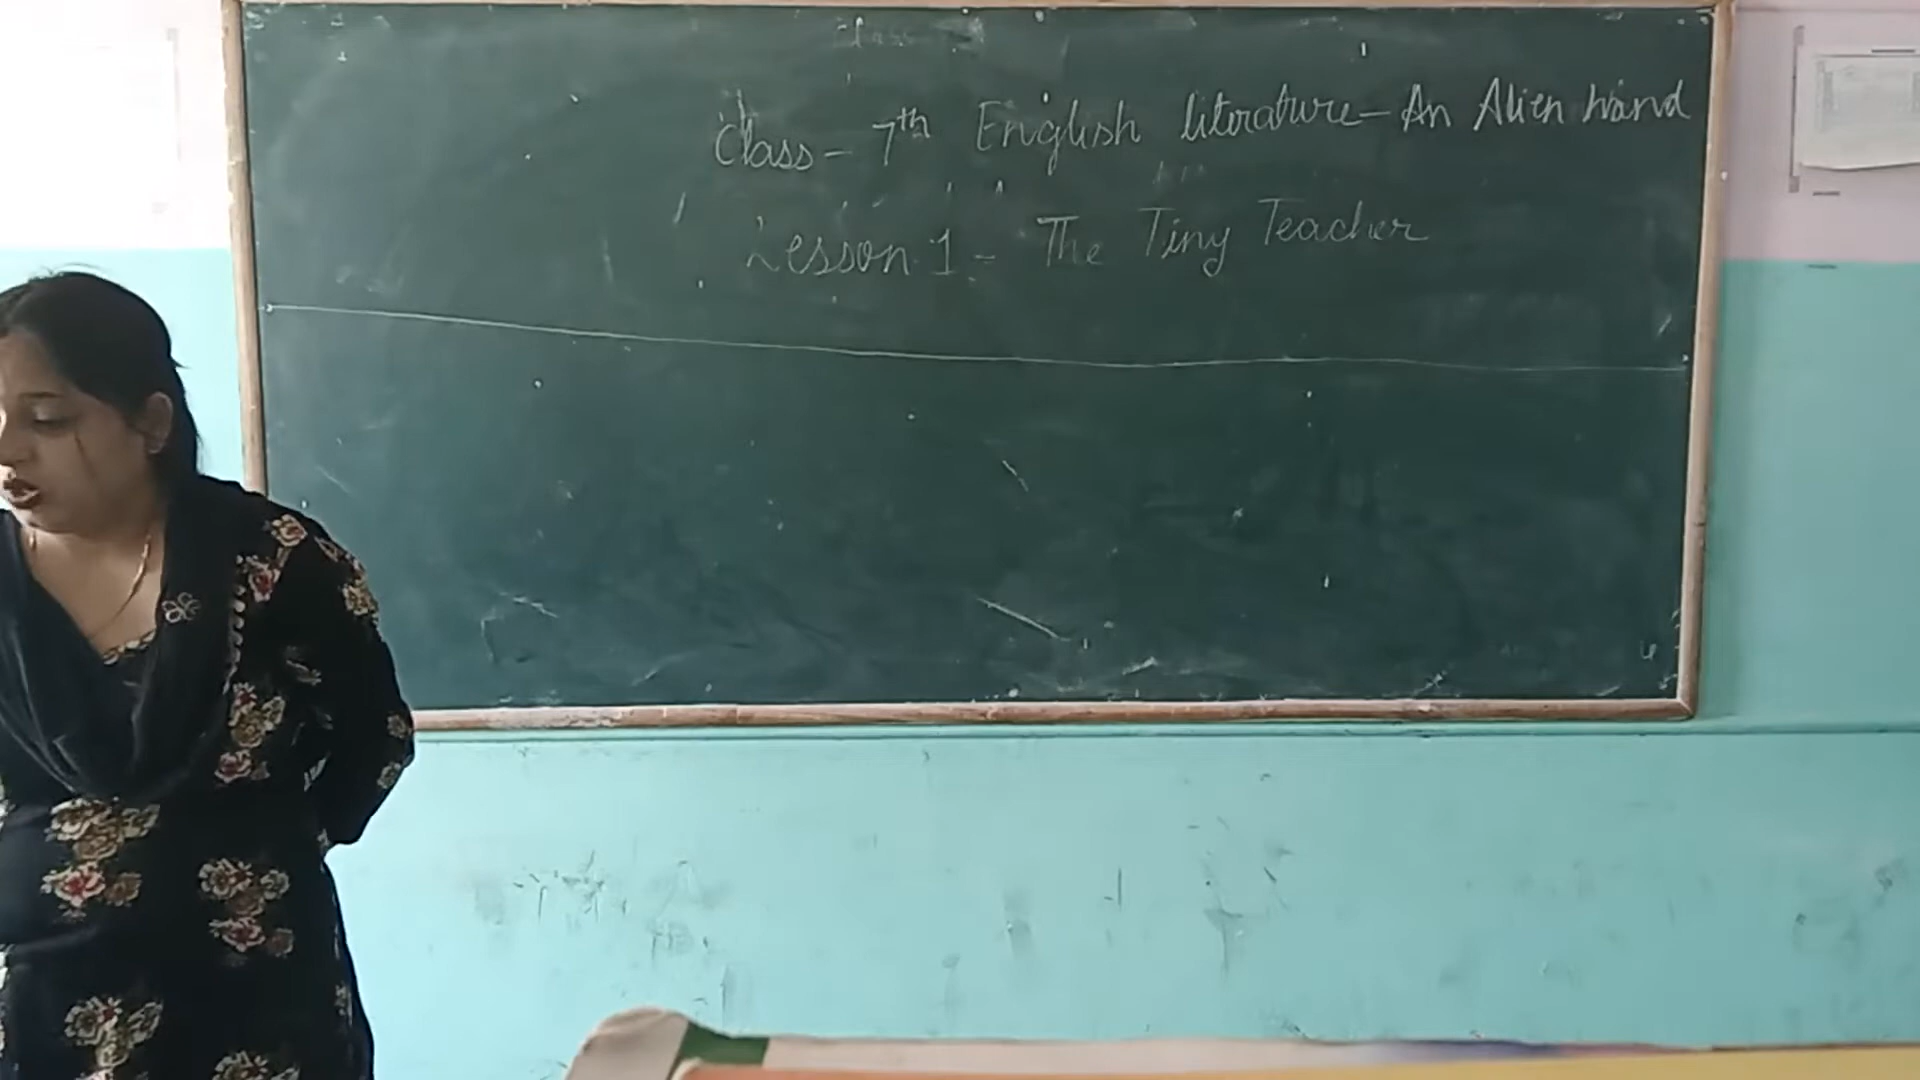 Class
Class - 7th English literature - An Alien hand
Lesson 1 - The Tiny Teacher